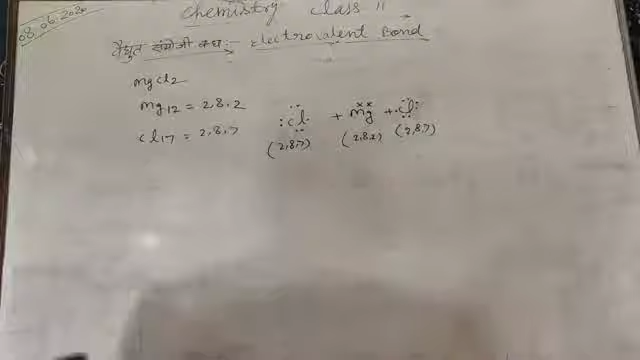 08.06.2020
Chemistry Class 11
वैद्युत संयोजी बन्ध:- Electrovalent Bond
MgCl2
Mg12 = 2.8.2
Cl17 = 2,8,7
:Cl. + Mg + .Cl:
(2,8,7) (2,8,2) (2,8,7)